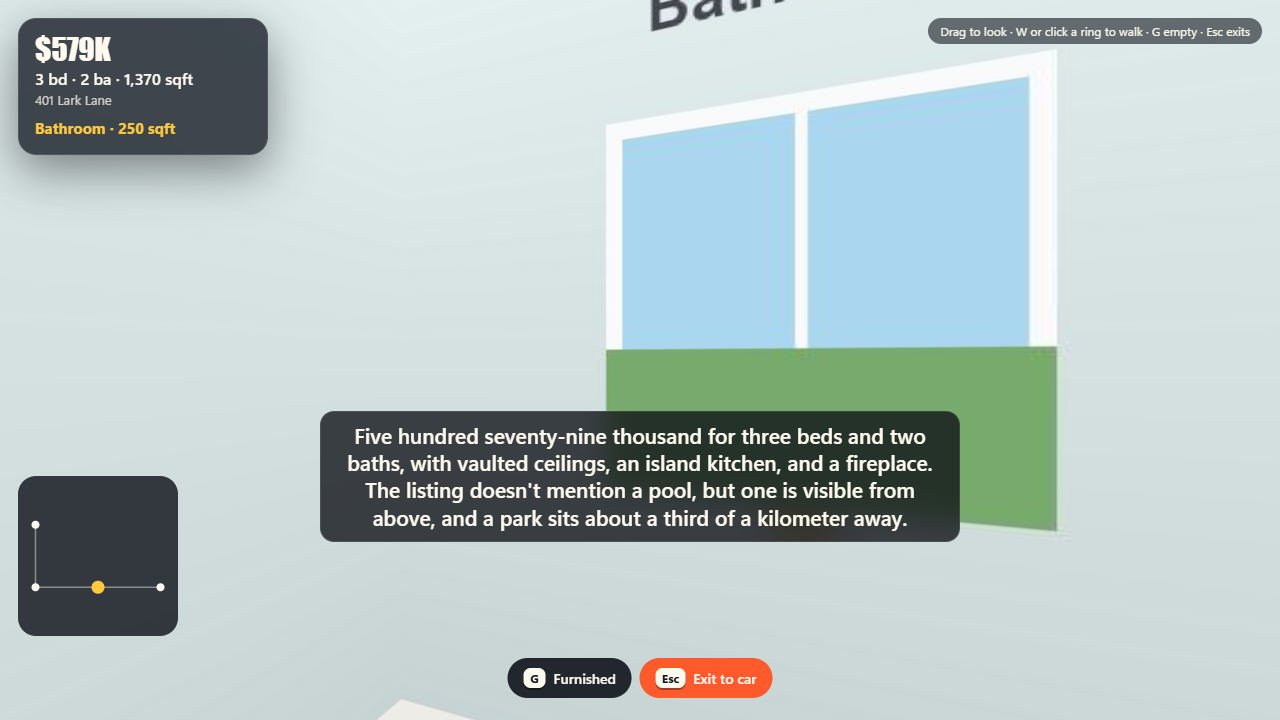 $579K
3 bd · 2 ba · 1,370 sqft
401 Lark Lane
Bathroom · 250 sqft
Drag to look · W or click a ring to walk · G empty · Esc exits
Five hundred seventy-nine thousand for three beds and two
baths, with vaulted ceilings, an island kitchen, and a fireplace.
The listing doesn't mention a pool, but one is visible from
above, and a park sits about a third of a kilometer away.
G Furnished
Esc Exit to car